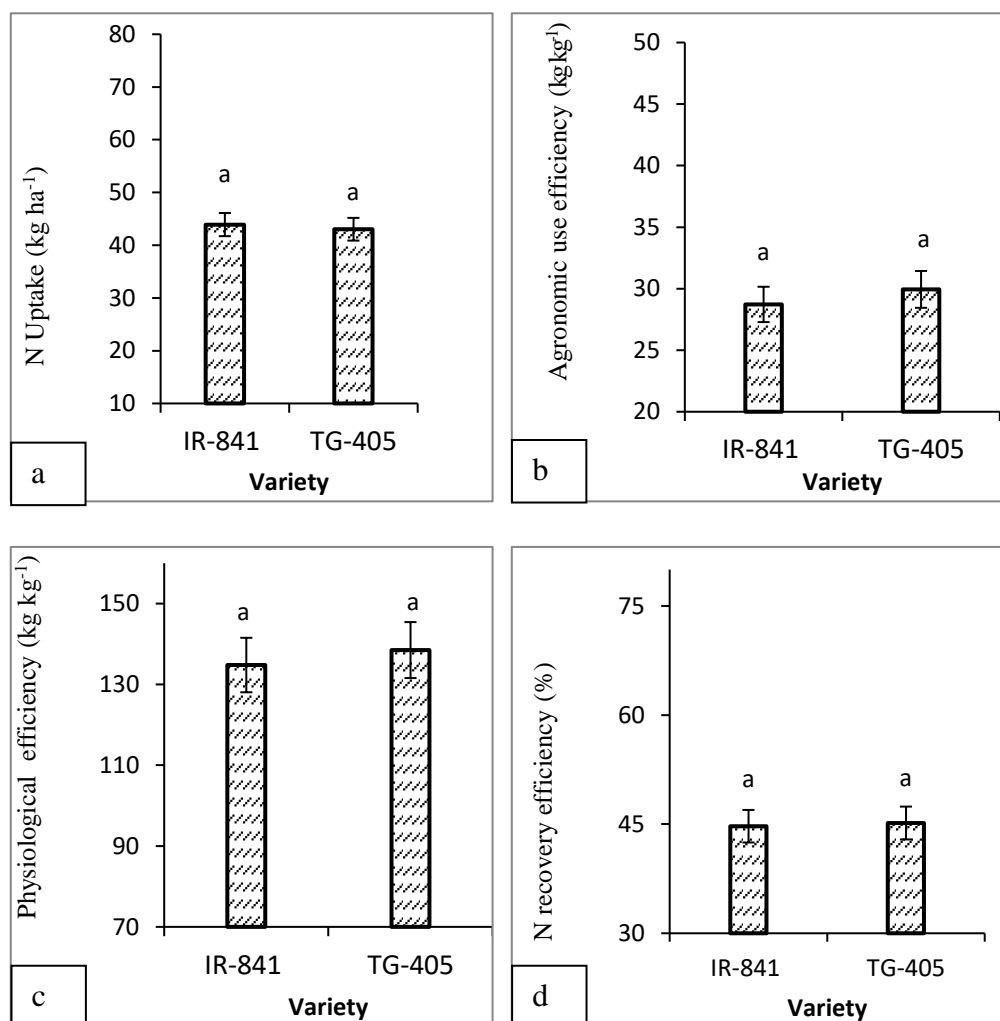 80
70
60
50
40
30
20
10
N Uptake (kg ha⁻¹)
a
a
IR-841
TG-405
Variety
a
50
45
40
35
30
25
20
Agronomic use efficiency (kgkg⁻¹)
a
a
IR-841
TG-405
Variety
b
150
130
110
90
70
Physiological efficiency (kg kg⁻¹)
a
a
IR-841
TG-405
Variety
c
75
60
45
30
N recovery efficiency (%)
a
a
IR-841
TG-405
Variety
d